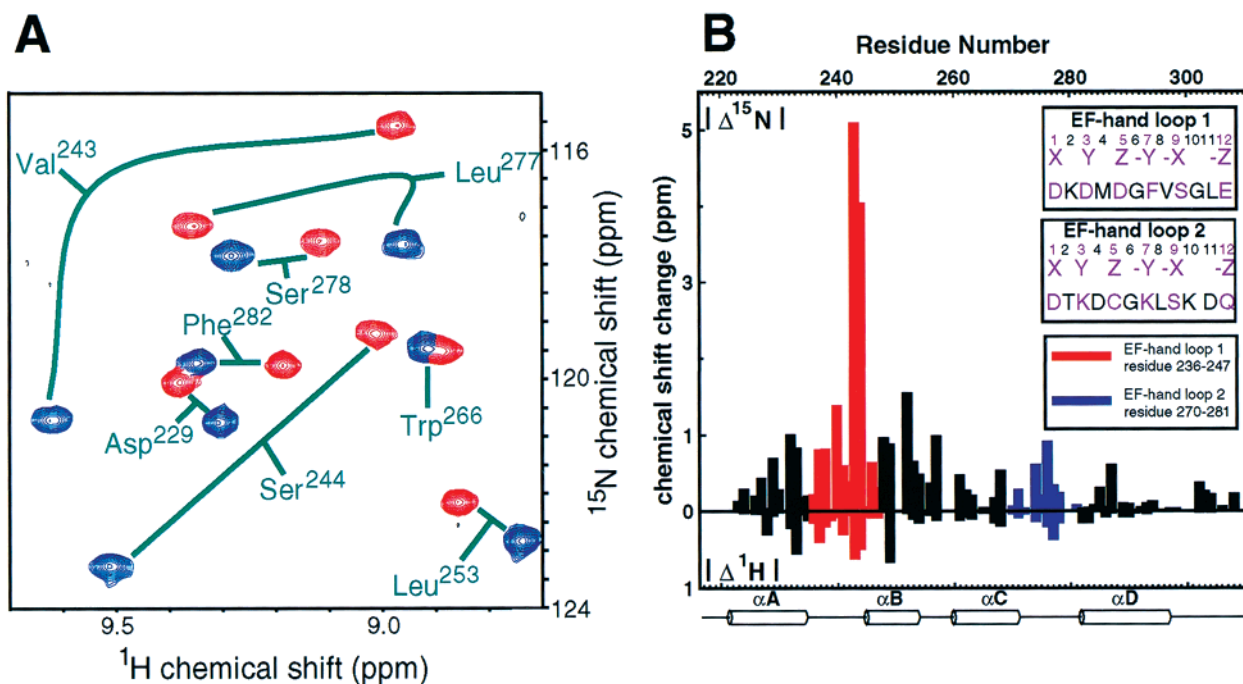 A
Val243
Leu277
Ser278
Phe282
Asp229
Trp266
Ser244
Leu253
116
120
124
15N chemical shift (ppm)
9.5 9.0
1H chemical shift (ppm)
B
Residue Number
220 240 260 280 300
| Δ15N |
5
3
1
0
1
chemical shift change (ppm)
| Δ1H |
EF-hand loop 1
1 2 3 4 5 6 7 8 9 10 11 12
X Y Z -Y -X -Z
DKDMDGFVSGLE
EF-hand loop 2
1 2 3 4 5 6 7 8 9 10 11 12
X Y Z -Y -X -Z
DTKDCGKLSK DQ
EF-hand loop 1
residue 236-247
EF-hand loop 2
residue 270-281
αA αB αC αD